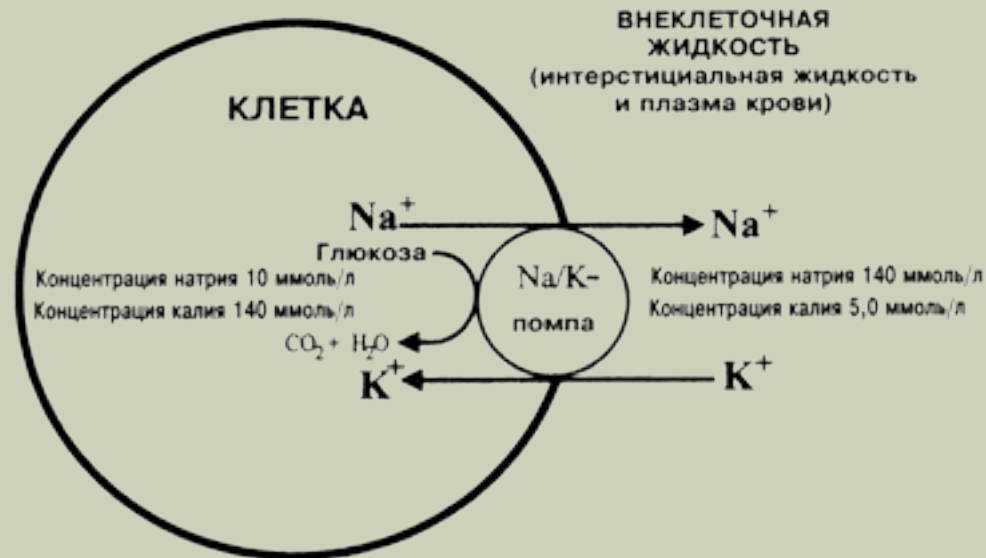 ВНЕКЛЕТОЧНАЯ
ЖИДКОСТЬ
(интерстициальная жидкость
и плазма крови)
КЛЕТКА
Na⁺
Na⁺
Глюкоза
Концентрация натрия 10 ммоль/л
Концентрация калия 140 ммоль/л
Na/K-
помпа
Концентрация натрия 140 ммоль/л
Концентрация калия 5,0 ммоль/л
CO₂ + H₂O
K⁺
K⁺